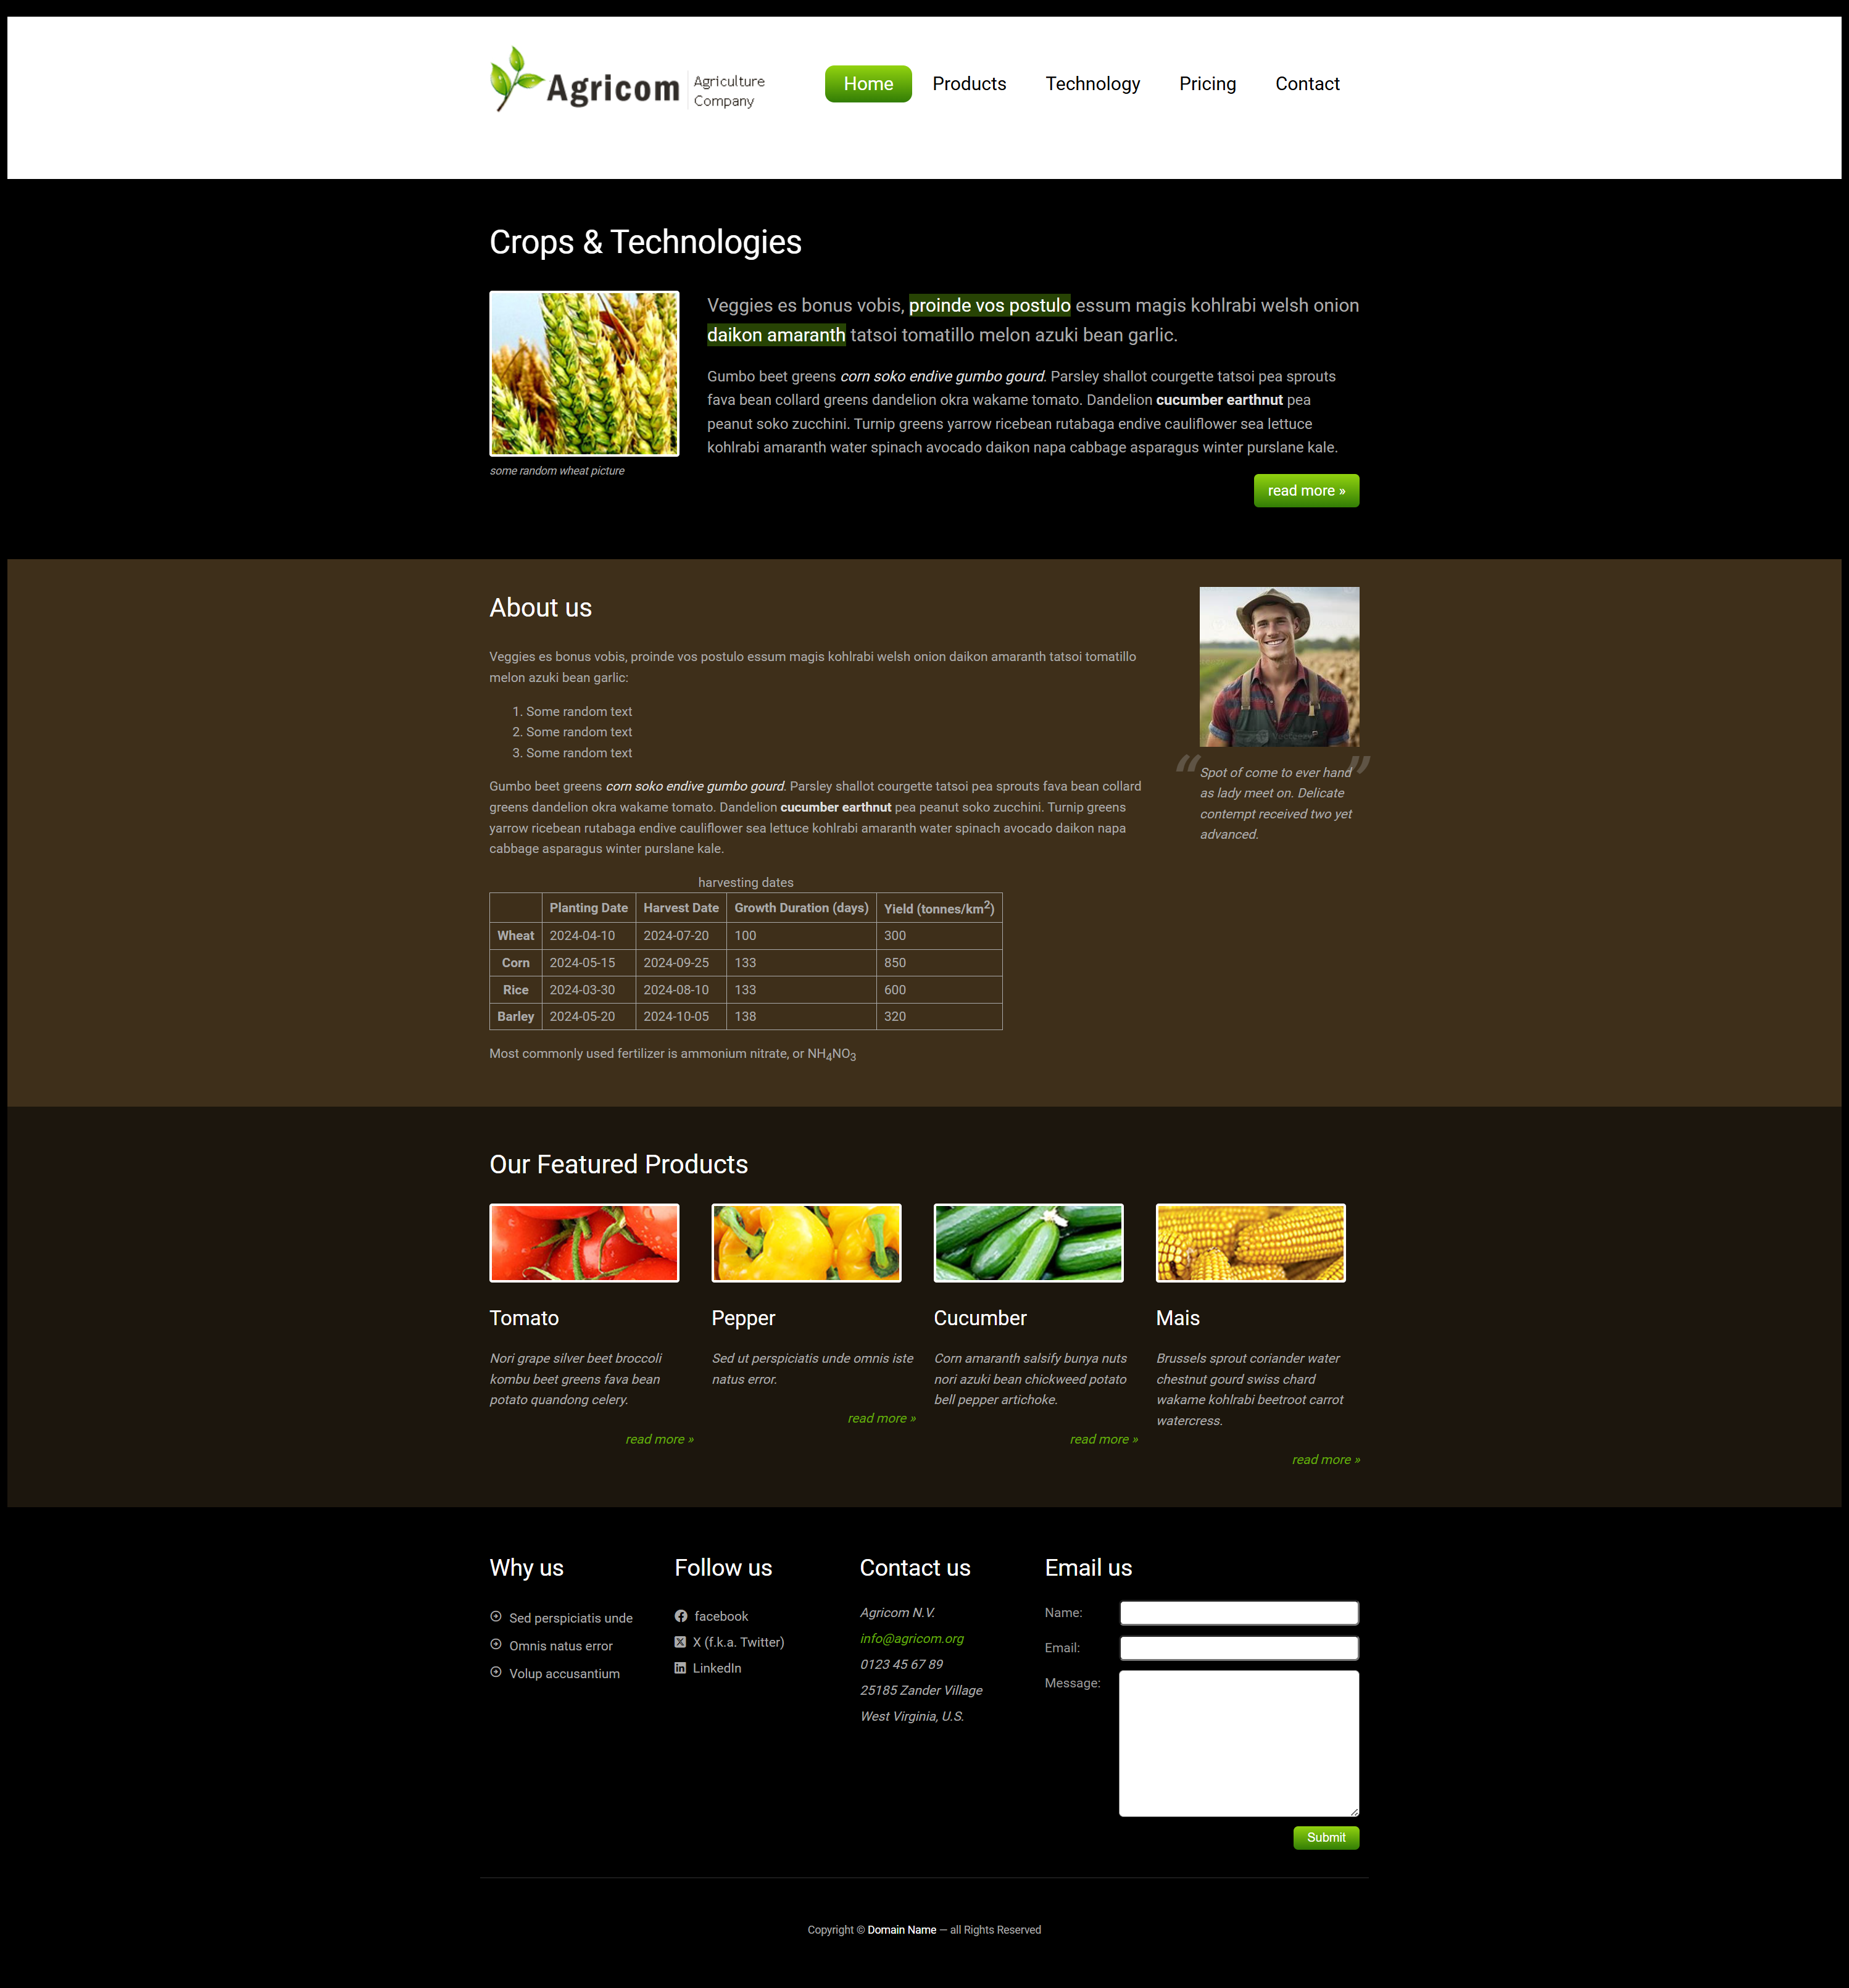 Agricom
Agriculture
Company
Home Products Technology Pricing Contact
Crops & Technologies
Veggies es bonus vobis, proinde vos postulo essum magis kohlrabi welsh onion
daikon amaranth tatsoi tomatillo melon azuki bean garlic.
Gumbo beet greens corn soko endive gumbo gourd. Parsley shallot courgette tatsoi pea sprouts
fava bean collard greens dandelion okra wakame tomato. Dandelion cucumber earthnut pea
peanut soko zucchini. Turnip greens yarrow ricebean rutabaga endive cauliflower sea lettuce
kohlrabi amaranth water spinach avocado daikon napa cabbage asparagus winter purslane kale.
some random wheat picture
read more »
About us
Veggies es bonus vobis, proinde vos postulo essum magis kohlrabi welsh onion daikon amaranth tatsoi tomatillo
melon azuki bean garlic:
1. Some random text
2. Some random text
3. Some random text
Gumbo beet greens corn soko endive gumbo gourd. Parsley shallot courgette tatsoi pea sprouts fava bean collard
greens dandelion okra wakame tomato. Dandelion cucumber earthnut pea peanut soko zucchini. Turnip greens
yarrow ricebean rutabaga endive cauliflower sea lettuce kohlrabi amaranth water spinach avocado daikon napa
cabbage asparagus winter purslane kale.
“Spot of come to ever hand”
as lady meet on. Delicate
contempt received two yet
advanced.
harvesting dates
Planting Date Harvest Date Growth Duration (days) Yield (tonnes/km²)
Wheat 2024-04-10 2024-07-20 100 300
Corn 2024-05-15 2024-09-25 133 850
Rice 2024-03-30 2024-08-10 133 600
Barley 2024-05-20 2024-10-05 138 320
Most commonly used fertilizer is ammonium nitrate, or NH₄NO₃
Our Featured Products
Tomato
Nori grape silver beet broccoli
kombu beet greens fava bean
potato quandong celery.
read more »
Pepper
Sed ut perspiciatis unde omnis iste
natus error.
read more »
Cucumber
Corn amaranth salsify bunya nuts
nori azuki bean chickweed potato
bell pepper artichoke.
read more »
Mais
Brussels sprout coriander water
chestnut gourd swiss chard
wakame kohlrabi beetroot carrot
watercress.
read more »
Why us
Sed perspiciatis unde
Omnis natus error
Volup accusantium
Follow us
facebook
X (f.k.a. Twitter)
LinkedIn
Contact us
Agricom N.V.
info@agricom.org
0123 45 67 89
25185 Zander Village
West Virginia, U.S.
Email us
Name:
Email:
Message:
Submit
Copyright © Domain Name — all Rights Reserved